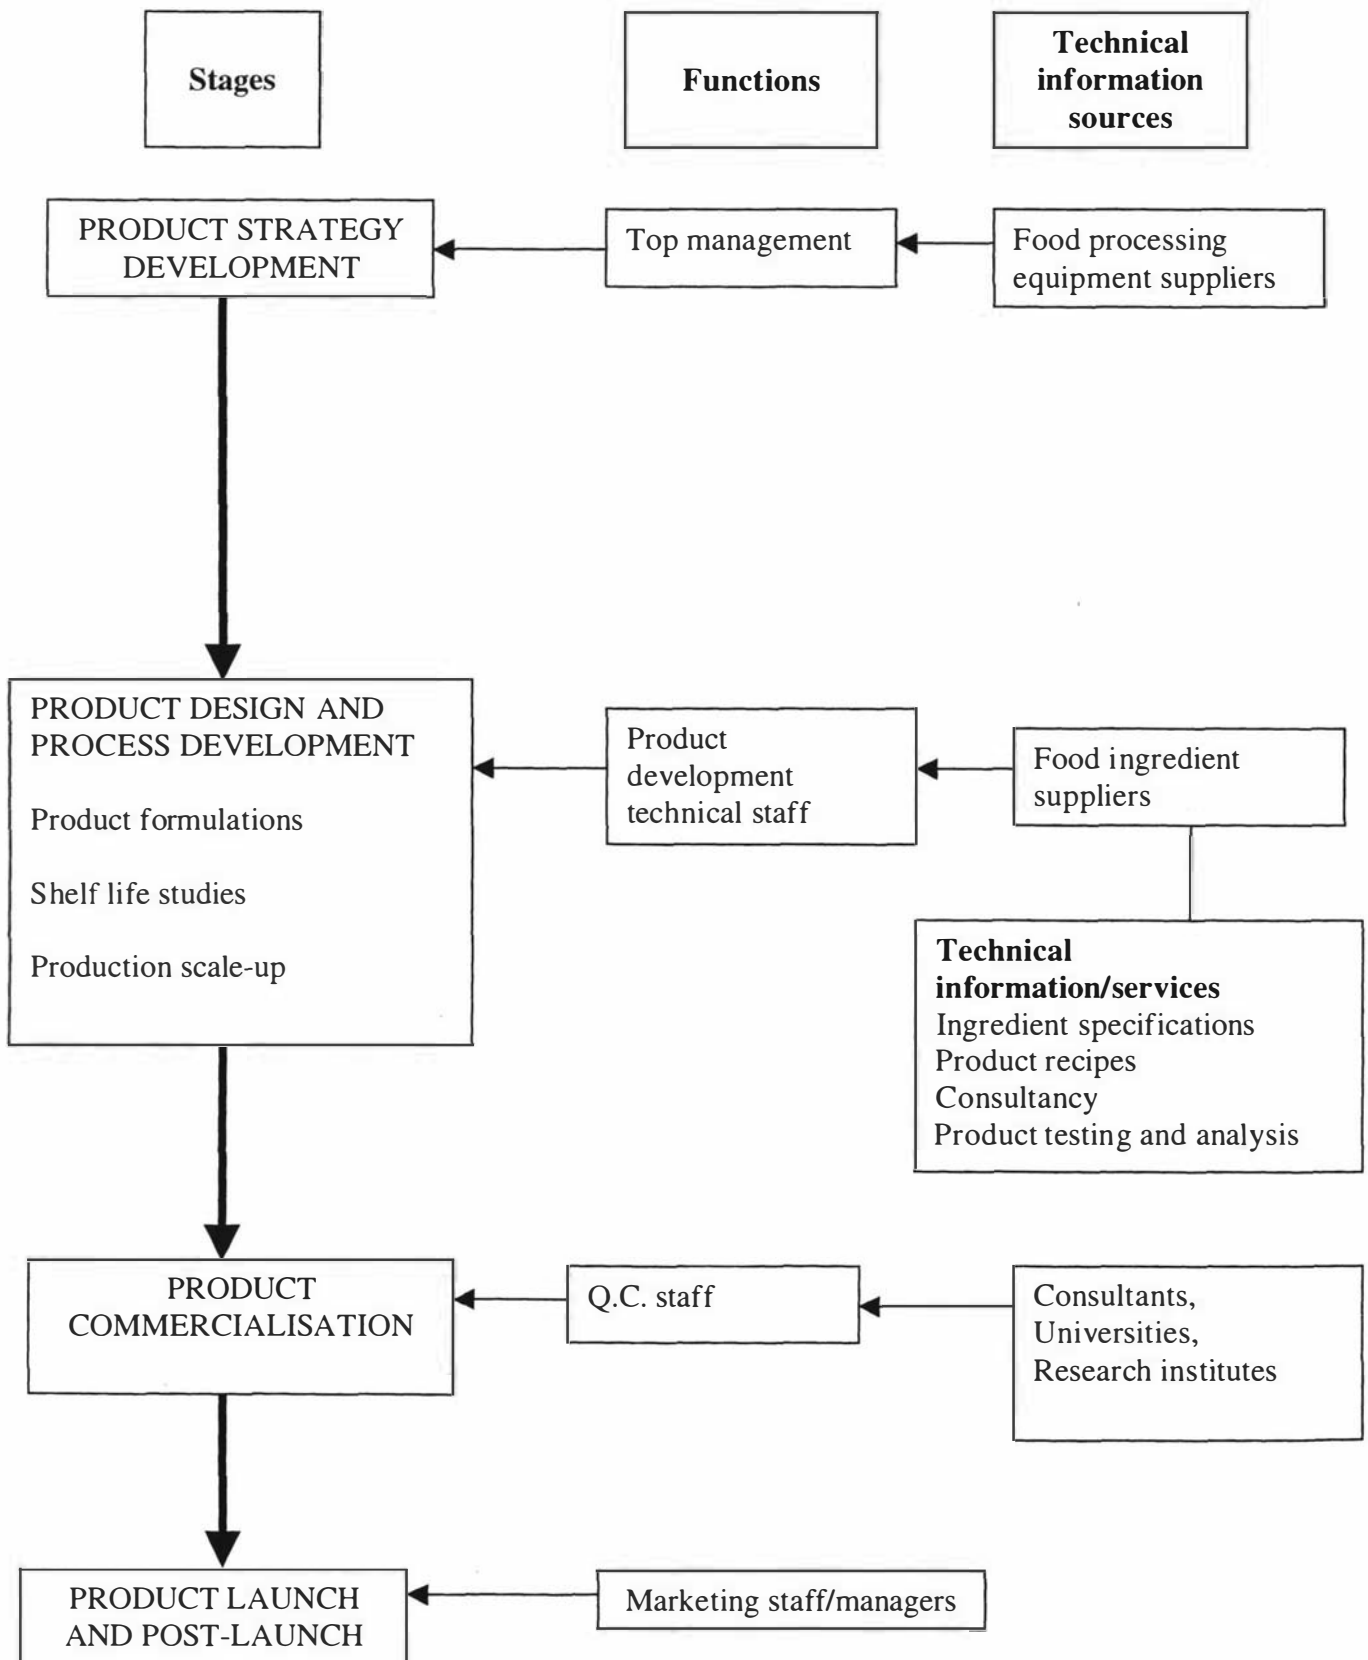 Stages
Functions
Technical
information
sources
PRODUCT STRATEGY
DEVELOPMENT
Top management
Food processing
equipment suppliers
PRODUCT DESIGN AND
PROCESS DEVELOPMENT
Product formulations
Shelf life studies
Production scale-up
Product
development
technical staff
Food ingredient
suppliers
Technical
information/services
Ingredient specifications
Product recipes
Consultancy
Product testing and analysis
PRODUCT
COMMERCIALISATION
Q.C. staff
Consultants,
Universities,
Research institutes
PRODUCT LAUNCH
AND POST-LAUNCH
Marketing staff/managers